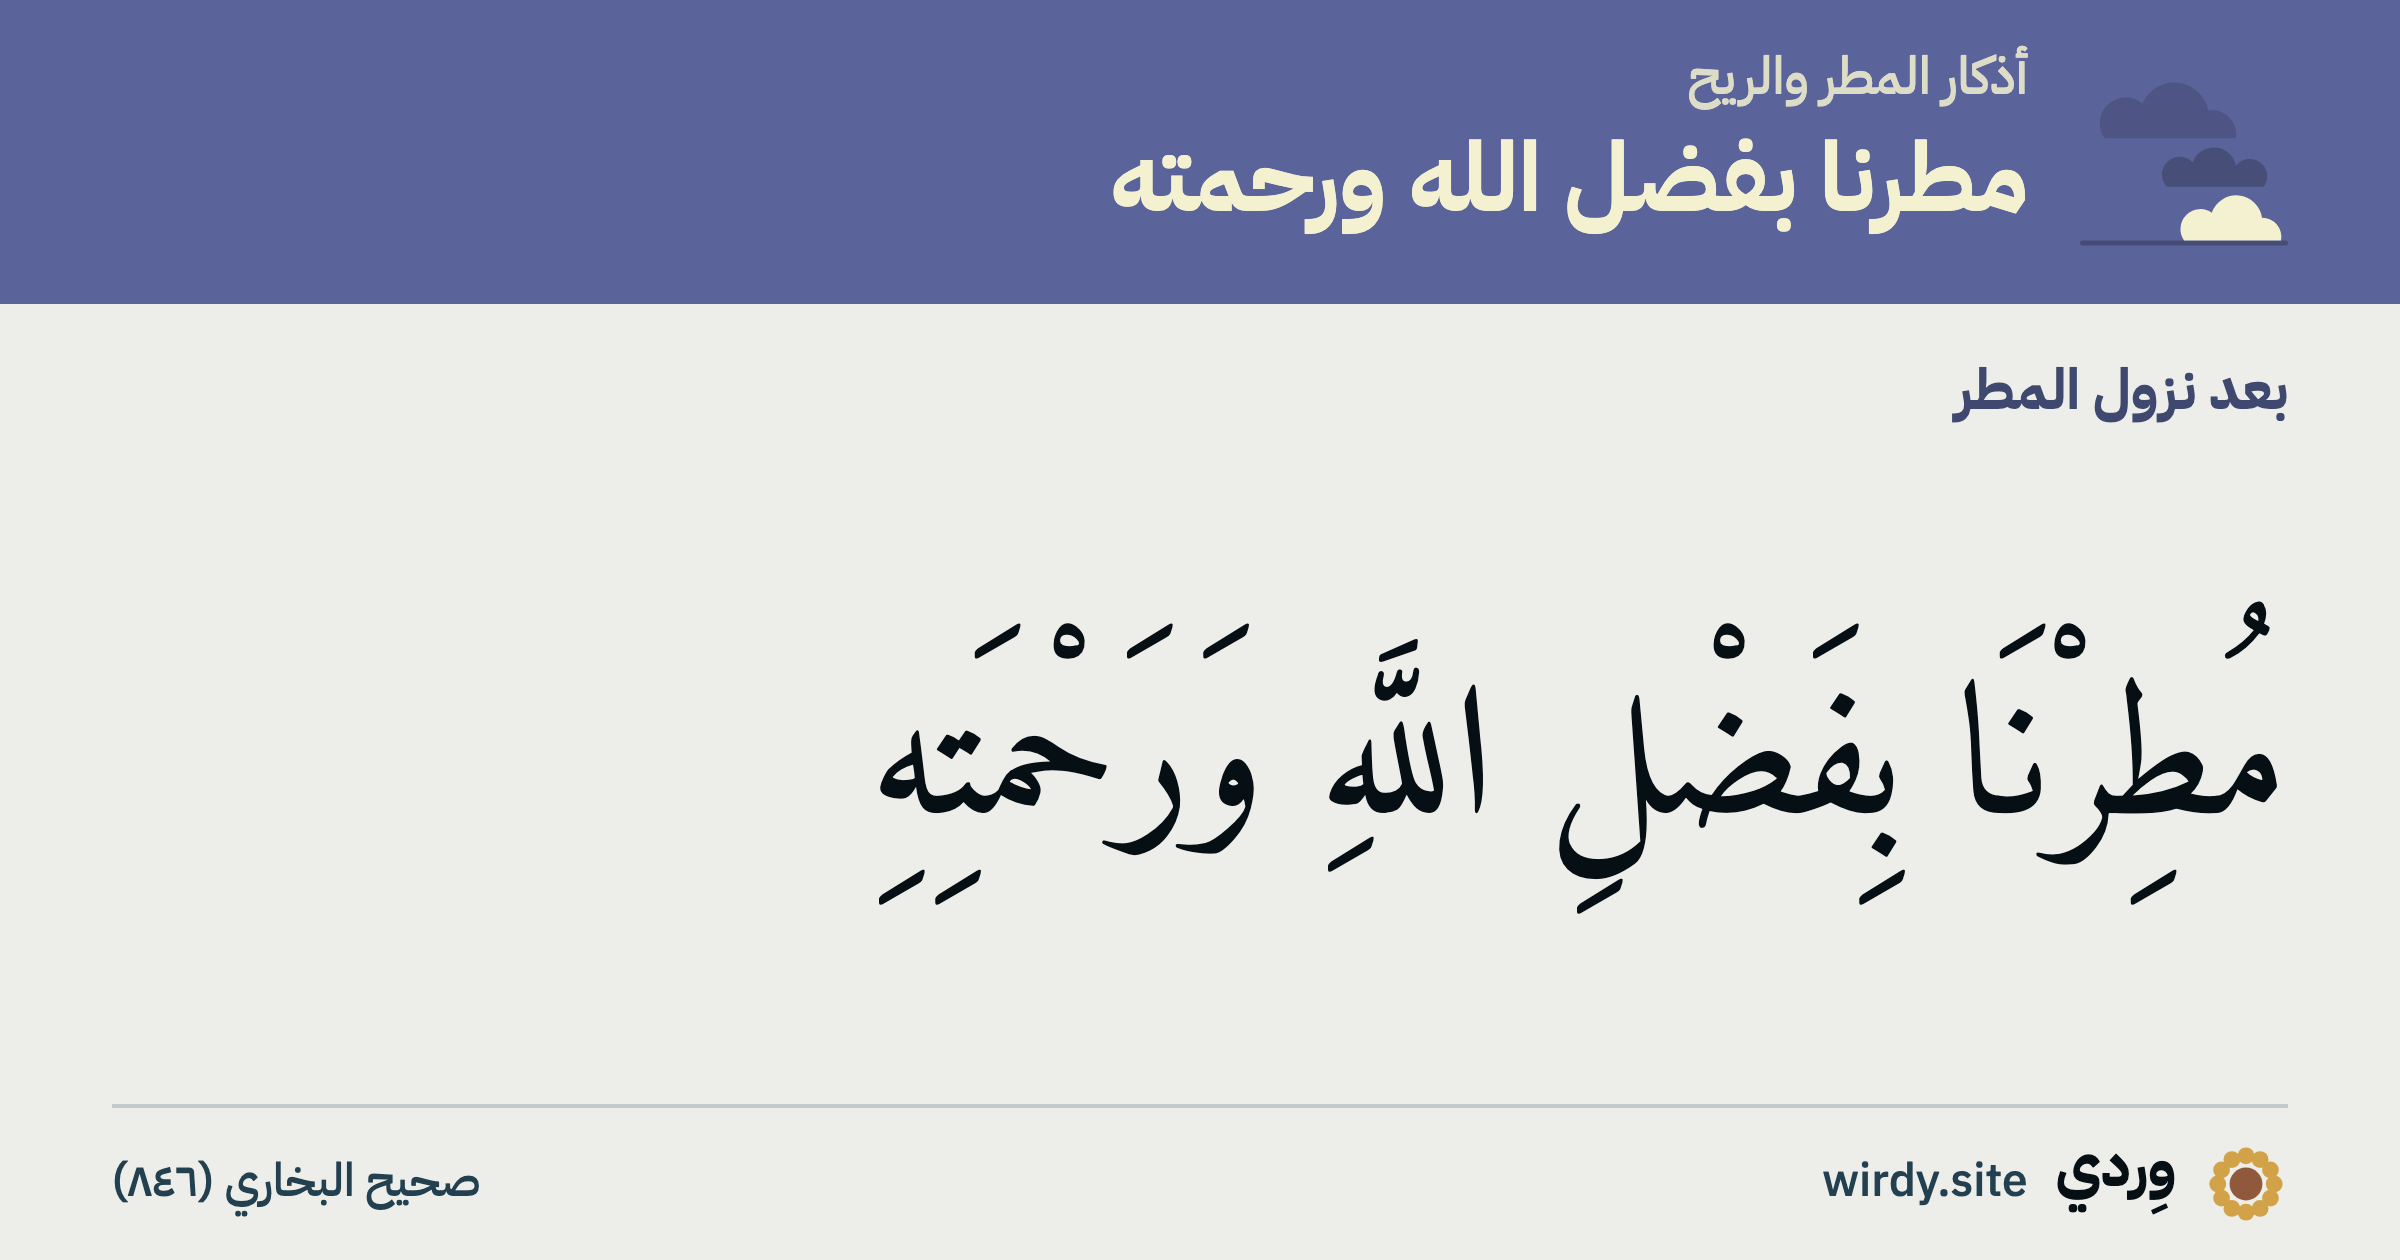 أذكار المطر والريح
مطرنا بفضل الله ورحمته
بعد نزول المطر
مُطِرْنَا بِفَضْلِ اللَّهِ وَرَحْمَتِهِ
وِردي wirdy.site
صحيح البخاري (٨٤٦)